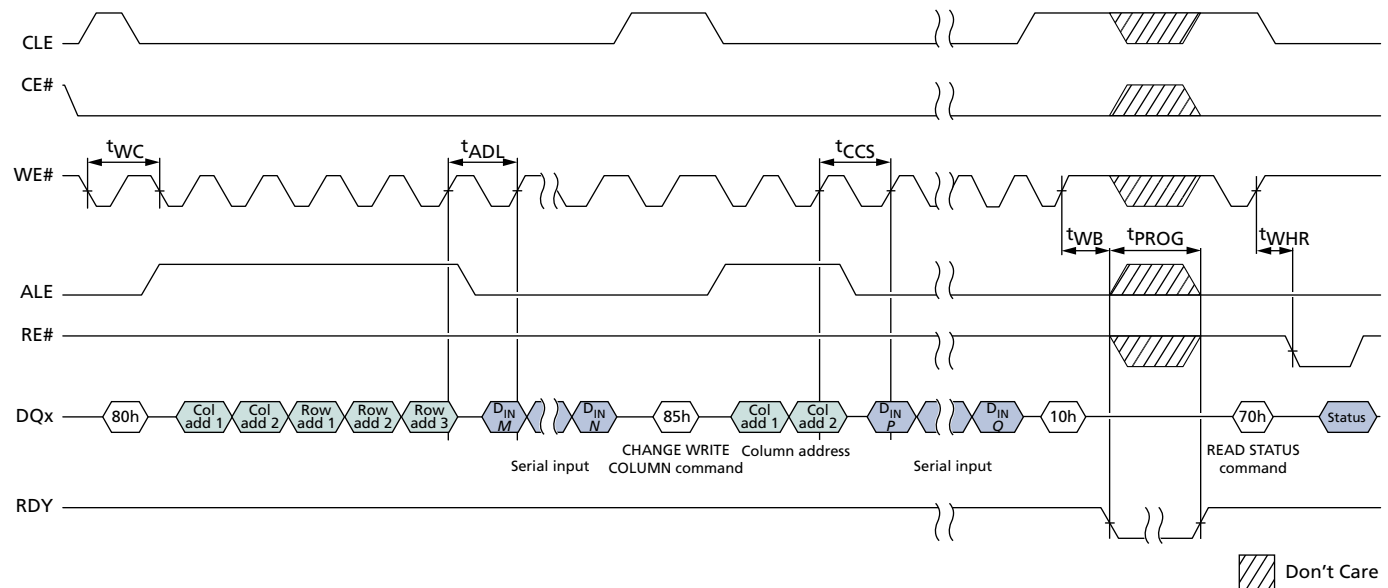 CLE
CE#
tWC
tADL
tCCS
WE#
tWB
tPROG
tWHR
ALE
RE#
DQx
80h
Col add 1
Col add 2
Row add 1
Row add 2
Row add 3
DIN M
DIN N
85h
Col add 1
Col add 2
DIN P
DIN Q
10h
70h
Status
Serial input
CHANGE WRITE
COLUMN command
Column address
Serial input
READ STATUS
command
RDY
Don't Care